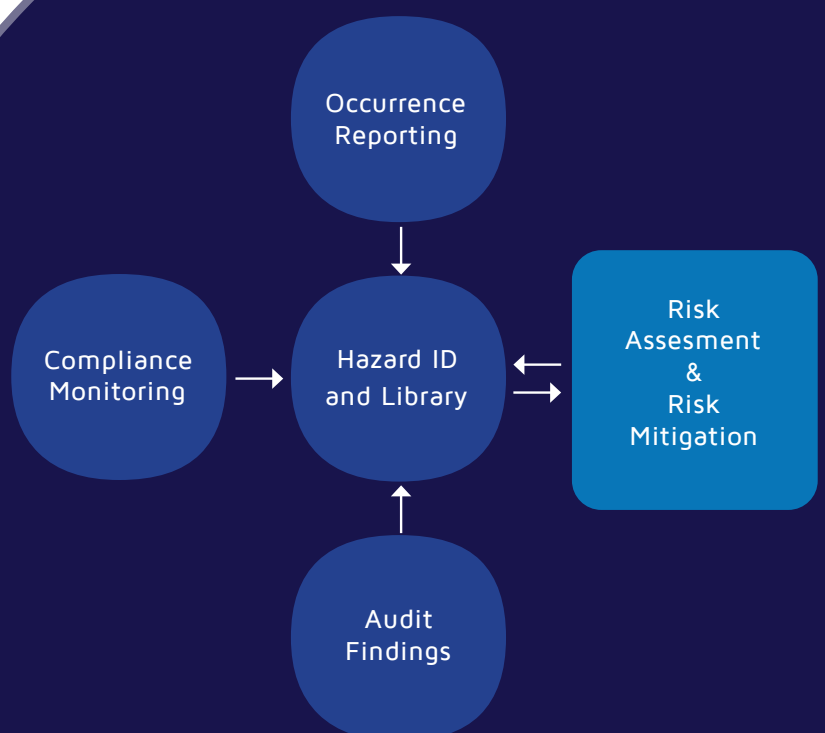 Occurrence
Reporting
Compliance
Monitoring
Hazard ID
and Library
Risk
Assesment
&
Risk
Mitigation
Audit
Findings